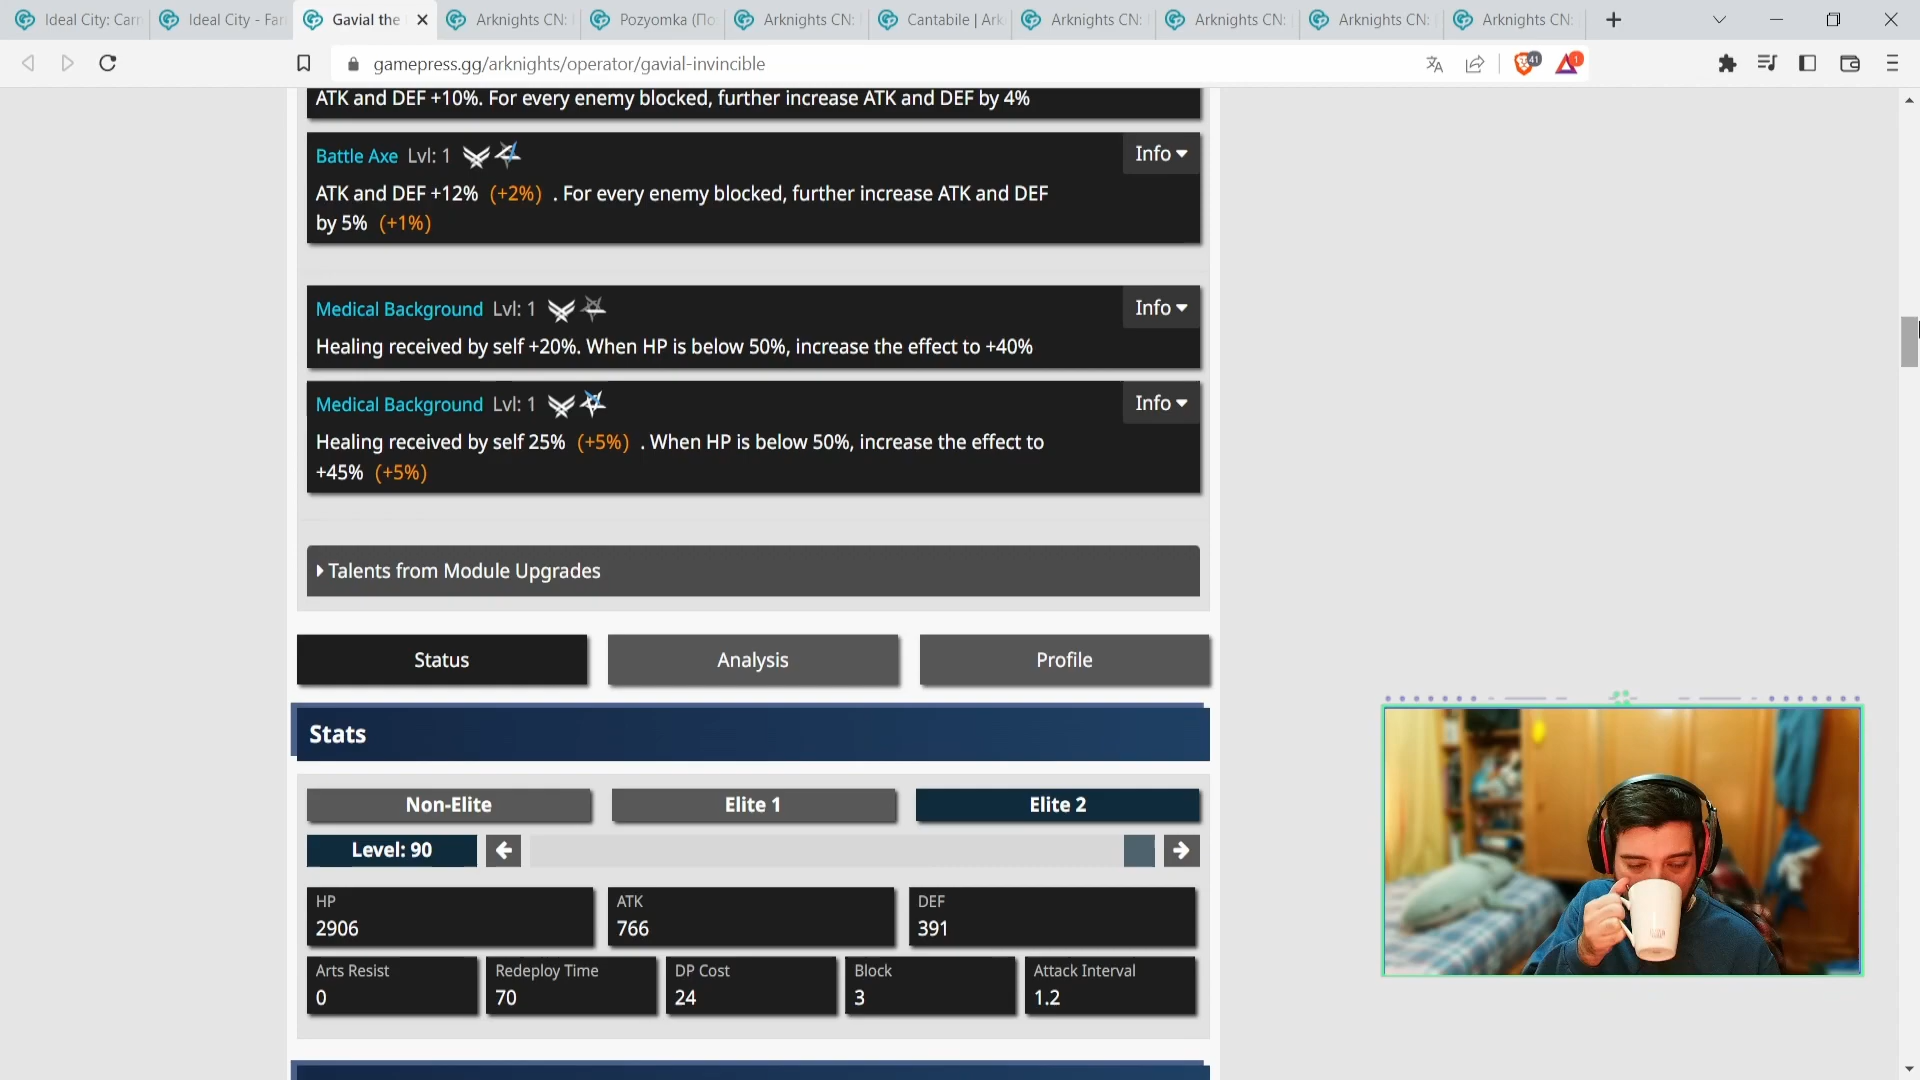 Ideal City: Carn
Ideal City - Far
Gavial the
Arknights CN:
Pozyomka (По
Arknights CN:
Cantabile | Ark
Arknights CN:
Arknights CN:
Arknights CN:
Arknights CN:
gamepress.gg/arknights/operator/gavial-invincible
41
1
ATK and DEF +10%. For every enemy blocked, further increase ATK and DEF by 4%
Battle Axe Lvl: 1
Info
ATK and DEF +12% (+2%) . For every enemy blocked, further increase ATK and DEF
by 5% (+1%)
Medical Background Lvl: 1
Info
Healing received by self +20%. When HP is below 50%, increase the effect to +40%
Medical Background Lvl: 1
Info
Healing received by self 25% (+5%) . When HP is below 50%, increase the effect to
+45% (+5%)
Talents from Module Upgrades
Status
Analysis
Profile
Stats
Non-Elite
Elite 1
Elite 2
Level: 90
HP
2906
ATK
766
DEF
391
Arts Resist
0
Redeploy Time
70
DP Cost
24
Block
3
Attack Interval
1.2